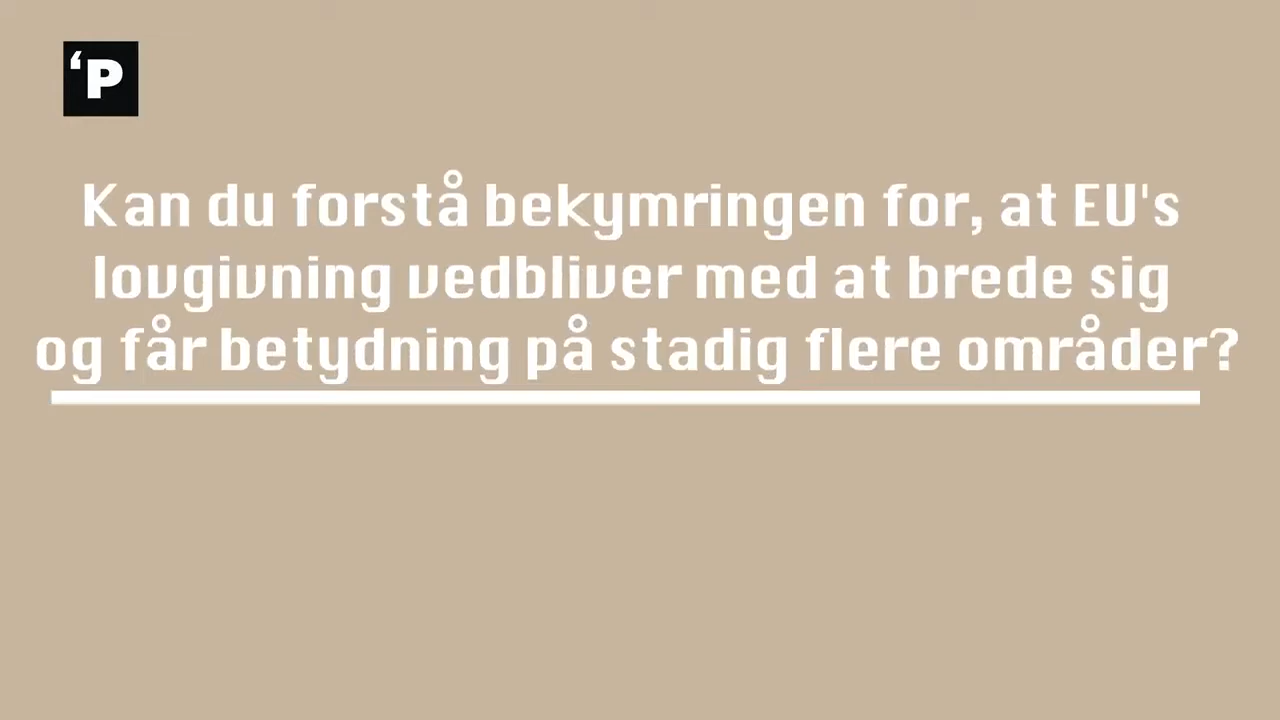 ‘P
Kan du forstå bekymringen for, at EU's
lovgivning vedbliver med at brede sig
og får betydning på stadig flere områder?